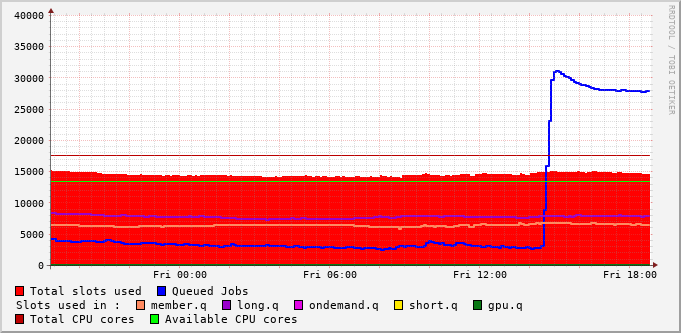 40000
35000
30000
25000
20000
15000
10000
5000
0
Fri 00:00 Fri 06:00 Fri 12:00 Fri 18:00
Total slots used Queued Jobs
Slots used in : member.q long.q ondemand.q short.q gpu.q
Total CPU cores Available CPU cores
RRDTOOL / TOBI OETIKER